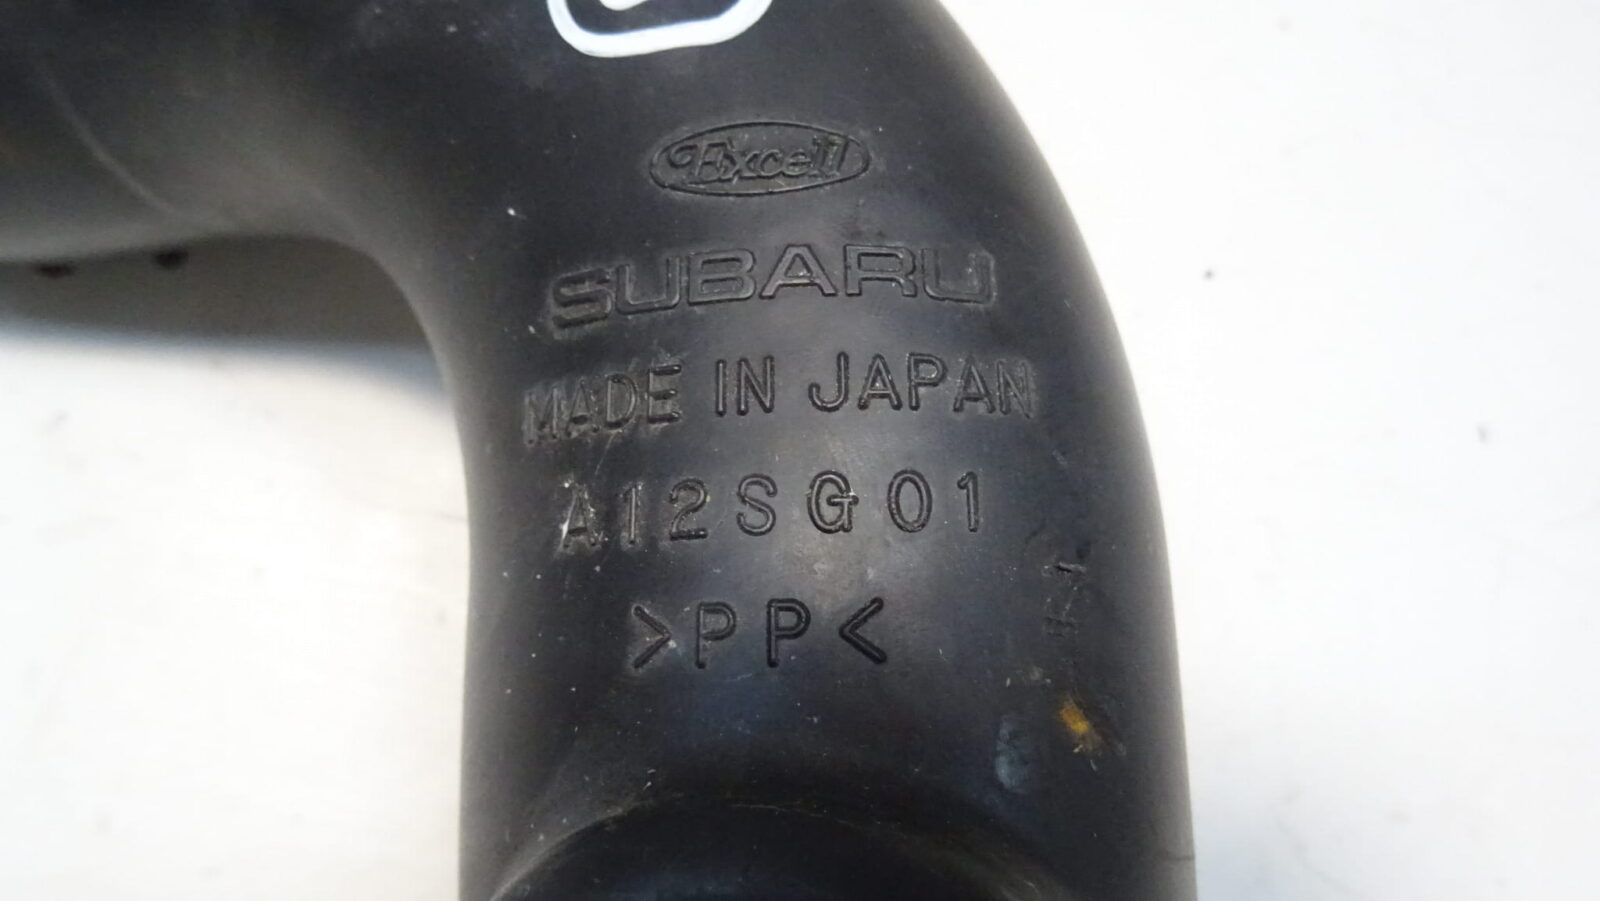 Excell
SUBARU
MADE IN JAPAN
A12SG01
>PP<